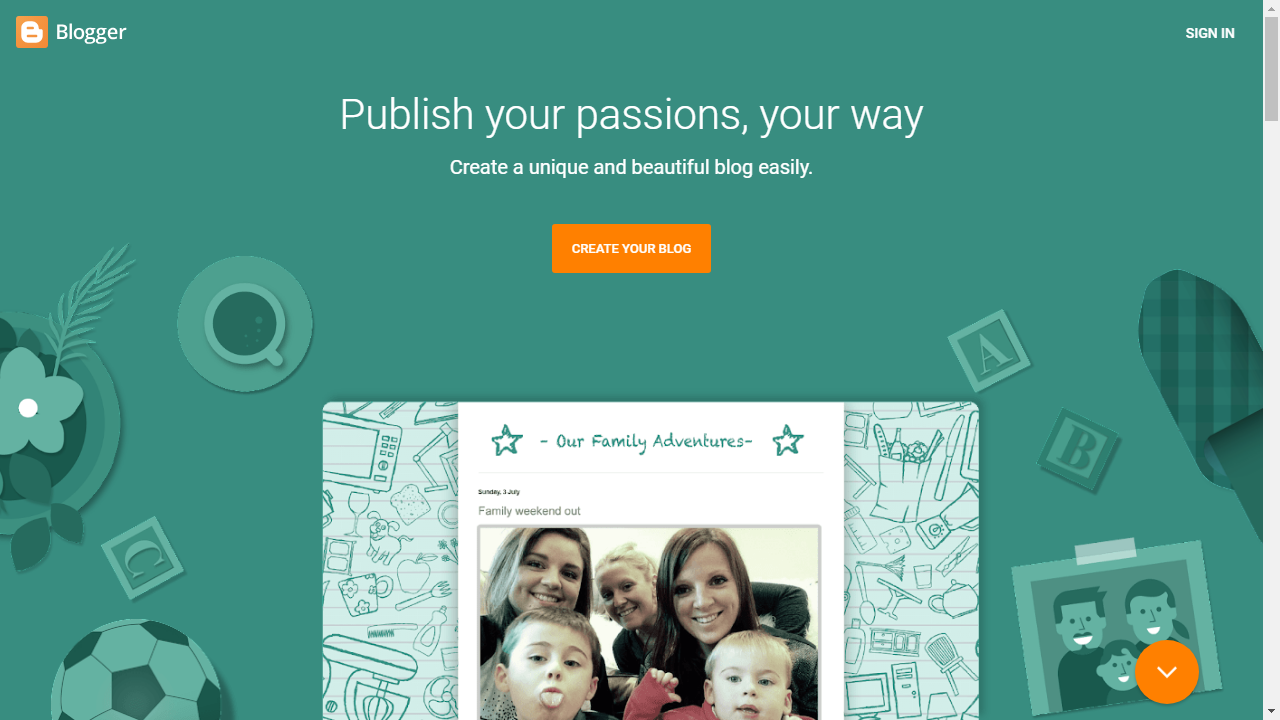 Blogger
SIGN IN
Publish your passions, your way
Create a unique and beautiful blog easily.
CREATE YOUR BLOG
A
B
C
- Our Family Adventures-
Sunday, 3 July
Family weekend out